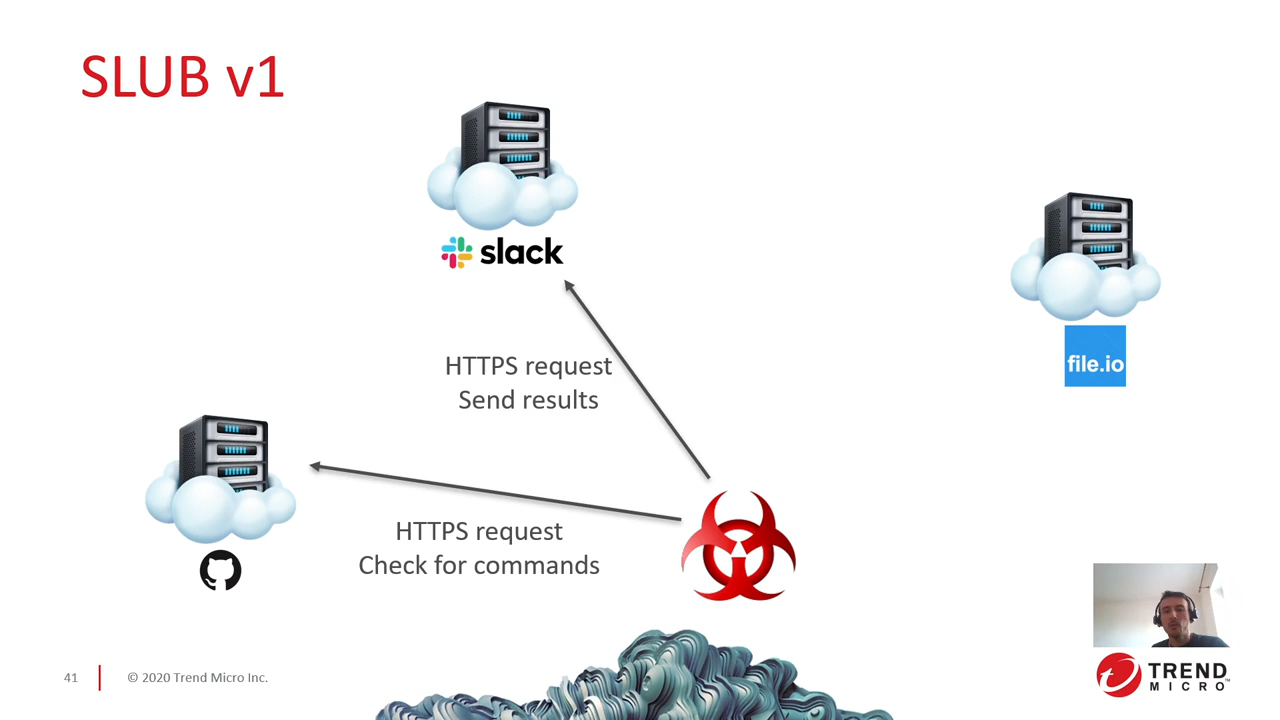 SLUB v1
slack
file.io
HTTPS request
Send results
HTTPS request
Check for commands
41
© 2020 Trend Micro Inc.
TREND
MICRO™